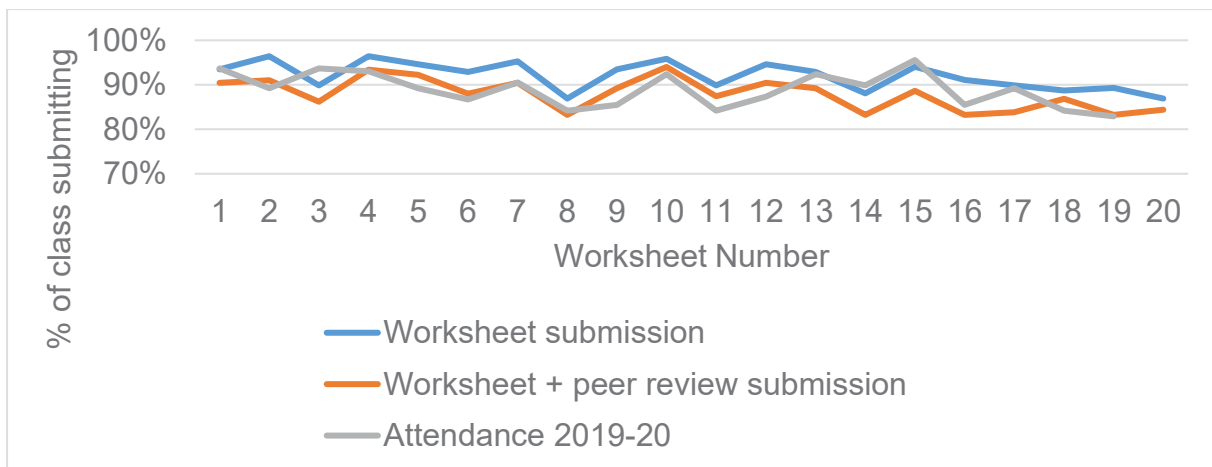 100%
90%
80%
70%
% of class submitting
1 2 3 4 5 6 7 8 9 10 11 12 13 14 15 16 17 18 19 20
Worksheet Number
Worksheet submission
Worksheet + peer review submission
Attendance 2019-20